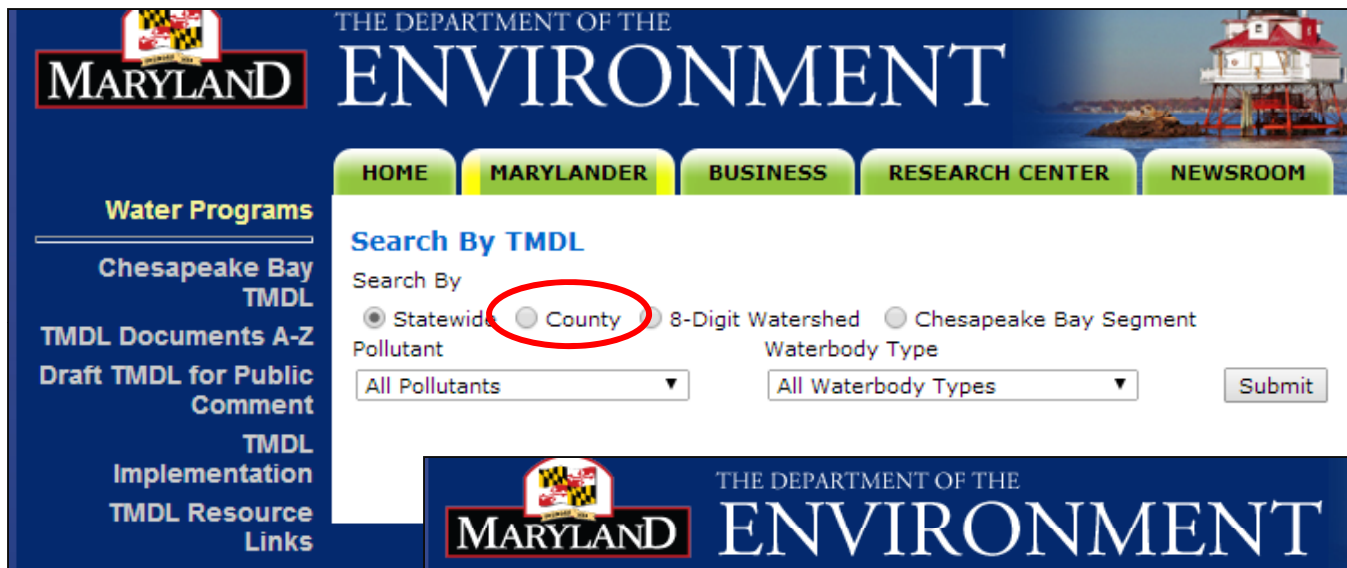 THE DEPARTMENT OF THE
MARYLAND
ENVIRONMENT
HOME MARYLANDER BUSINESS RESEARCH CENTER NEWSROOM
Water Programs
Chesapeake Bay
TMDL
TMDL Documents A-Z
Draft TMDL for Public
Comment
TMDL
Implementation
TMDL Resource
Links
Search By TMDL
Search By
Statewide County 8-Digit Watershed Chesapeake Bay Segment
Pollutant Waterbody Type
All Pollutants All Waterbody Types Submit
THE DEPARTMENT OF THE
MARYLAND
ENVIRONMENT